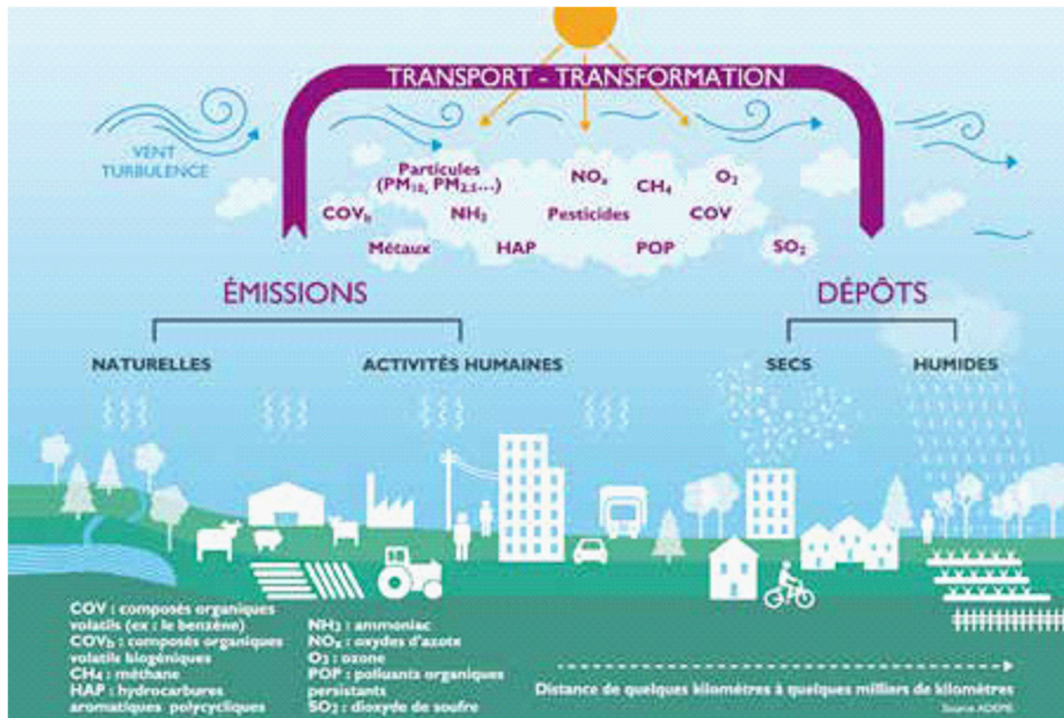 TRANSPORT - TRANSFORMATION
VENT
TURBULENCE
Particules
(PM10, PM2,5...)
NOx
CH4
O3
COVb
NH3
Pesticides
COV
Métaux
HAP
POP
SO2
ÉMISSIONS
DÉPÔTS
NATURELLES
ACTIVITÉS HUMAINES
SECS
HUMIDES
COV : composés organiques
volatils (ex : le benzène)
COVb : composés organiques
volatils biogéniques
CH4 : méthane
HAP : hydrocarbures
aromatiques polycycliques
NH3 : ammoniac
NOx : oxydes d'azote
O3 : ozone
POP : polluants organiques
persistants
SO2 : dioxyde de soufre
Distance de quelques kilomètres à quelques milliers de kilomètres
Source ADEME